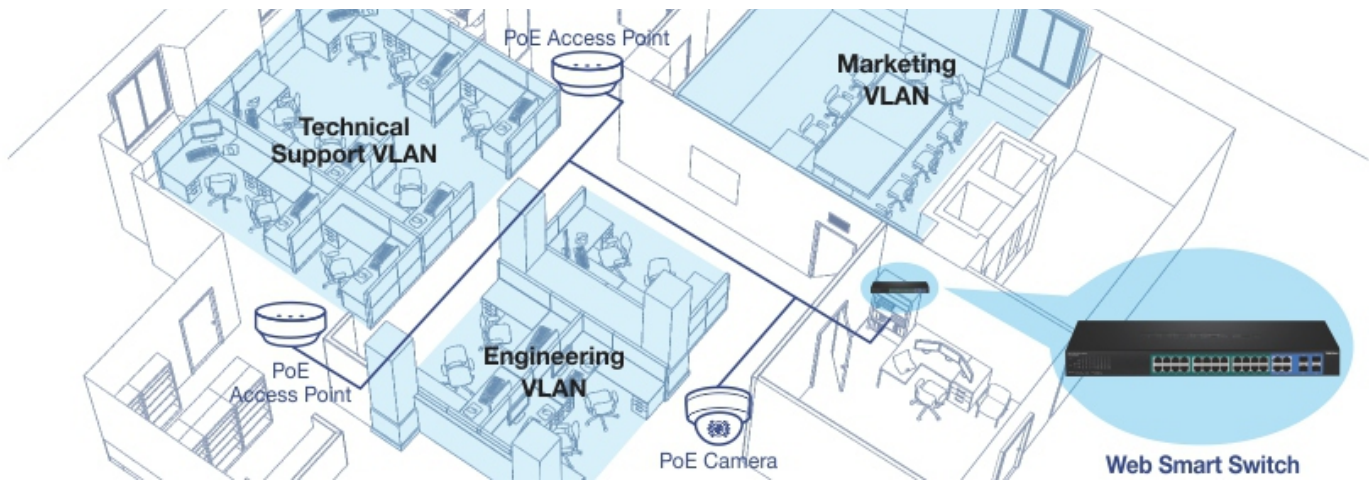 PoE Access Point
Marketing
VLAN
Technical
Support VLAN
PoE
Access Point
Engineering
VLAN
PoE Camera
Web Smart Switch